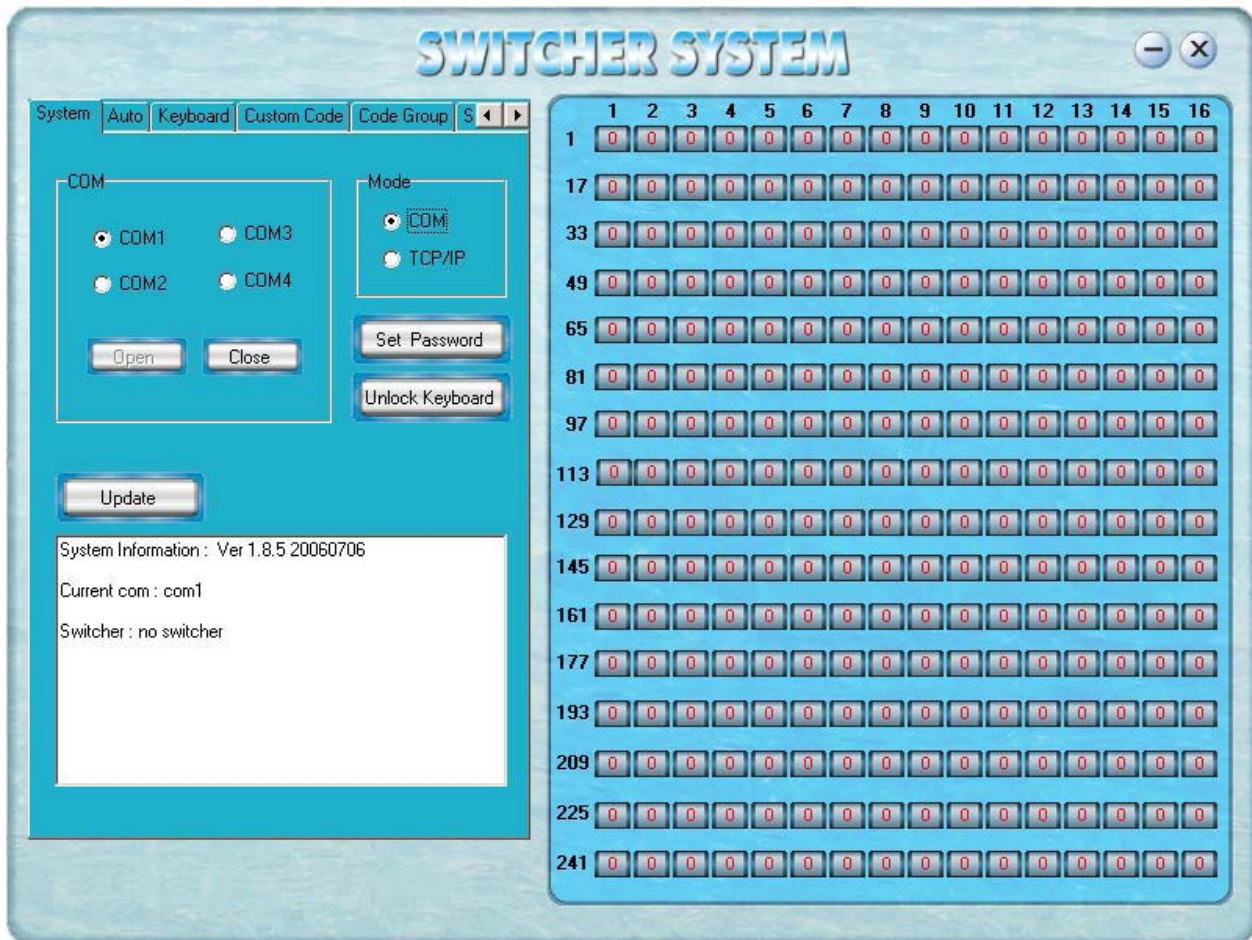 SWITCHER SYSTEM
System Auto Keyboard Custom Code Code Group S
COM
COM1 COM3
COM2 COM4
Open Close
Mode
COM
TCP/IP
Set Password
Unlock Keyboard
Update
System Information : Ver 1.8.5 20060706
Current com : com1
Switcher : no switcher
1 2 3 4 5 6 7 8 9 10 11 12 13 14 15 16
1 0 0 0 0 0 0 0 0 0 0 0 0 0 0 0 0
17 0 0 0 0 0 0 0 0 0 0 0 0 0 0 0 0
33 0 0 0 0 0 0 0 0 0 0 0 0 0 0 0 0
49 0 0 0 0 0 0 0 0 0 0 0 0 0 0 0 0
65 0 0 0 0 0 0 0 0 0 0 0 0 0 0 0 0
81 0 0 0 0 0 0 0 0 0 0 0 0 0 0 0 0
97 0 0 0 0 0 0 0 0 0 0 0 0 0 0 0 0
113 0 0 0 0 0 0 0 0 0 0 0 0 0 0 0 0
129 0 0 0 0 0 0 0 0 0 0 0 0 0 0 0 0
145 0 0 0 0 0 0 0 0 0 0 0 0 0 0 0 0
161 0 0 0 0 0 0 0 0 0 0 0 0 0 0 0 0
177 0 0 0 0 0 0 0 0 0 0 0 0 0 0 0 0
193 0 0 0 0 0 0 0 0 0 0 0 0 0 0 0 0
209 0 0 0 0 0 0 0 0 0 0 0 0 0 0 0 0
225 0 0 0 0 0 0 0 0 0 0 0 0 0 0 0 0
241 0 0 0 0 0 0 0 0 0 0 0 0 0 0 0 0